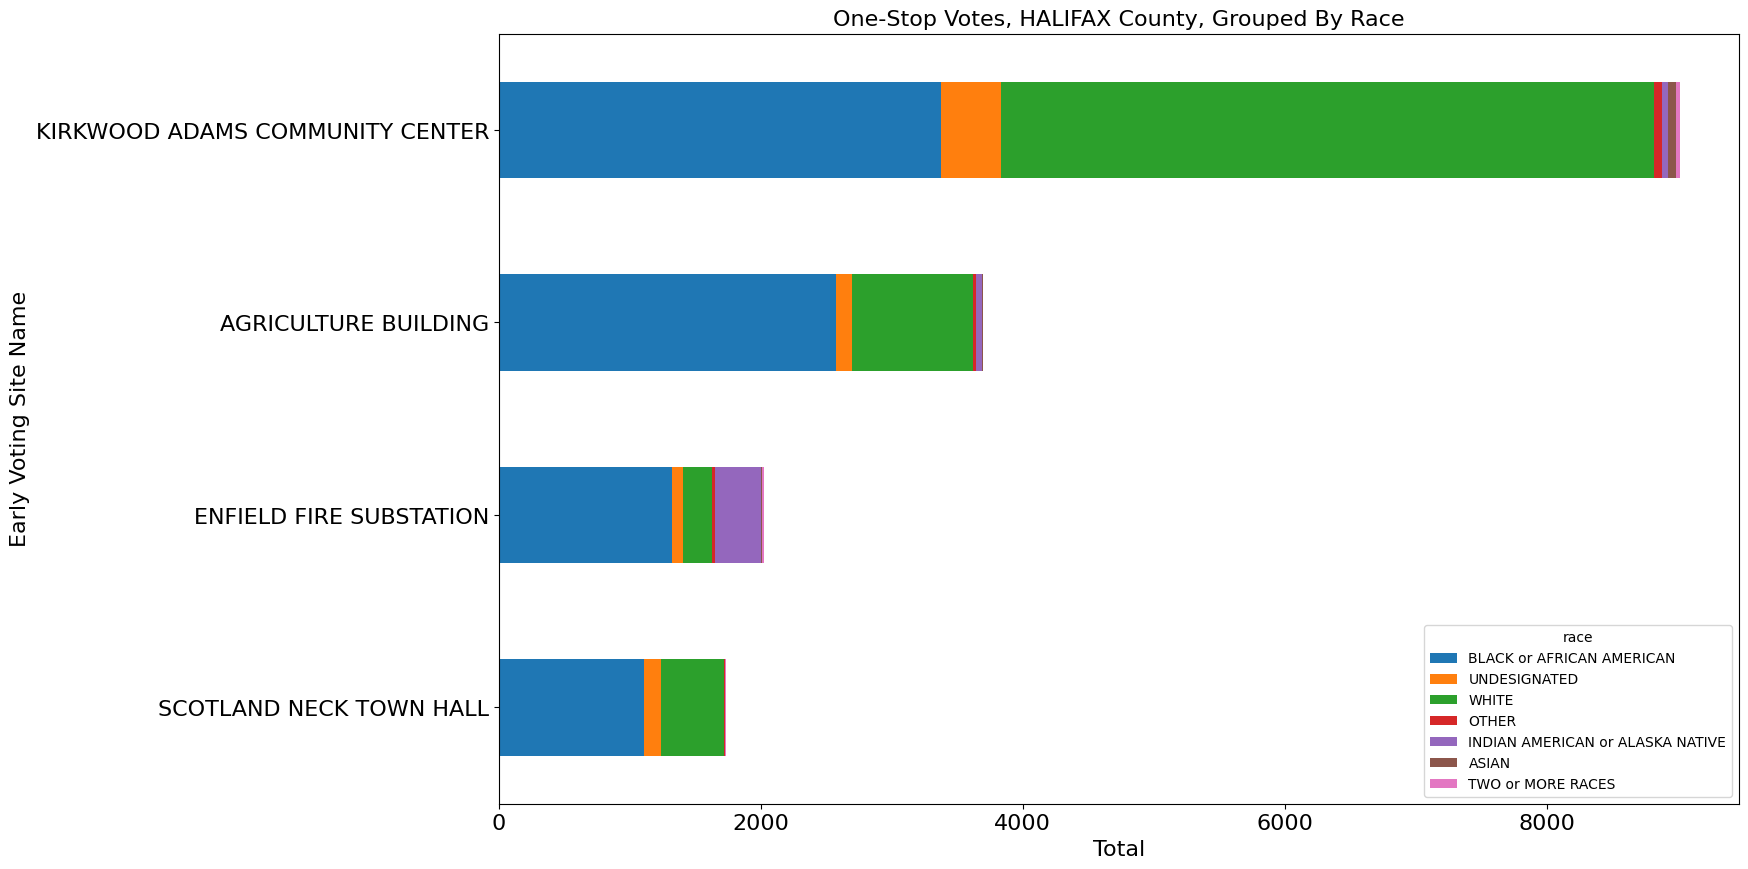 One-Stop Votes, HALIFAX County, Grouped By Race
Early Voting Site Name
KIRKWOOD ADAMS COMMUNITY CENTER
AGRICULTURE BUILDING
ENFIELD FIRE SUBSTATION
SCOTLAND NECK TOWN HALL
race
BLACK or AFRICAN AMERICAN
UNDESIGNATED
WHITE
OTHER
INDIAN AMERICAN or ALASKA NATIVE
ASIAN
TWO or MORE RACES
0 2000 4000 6000 8000
Total